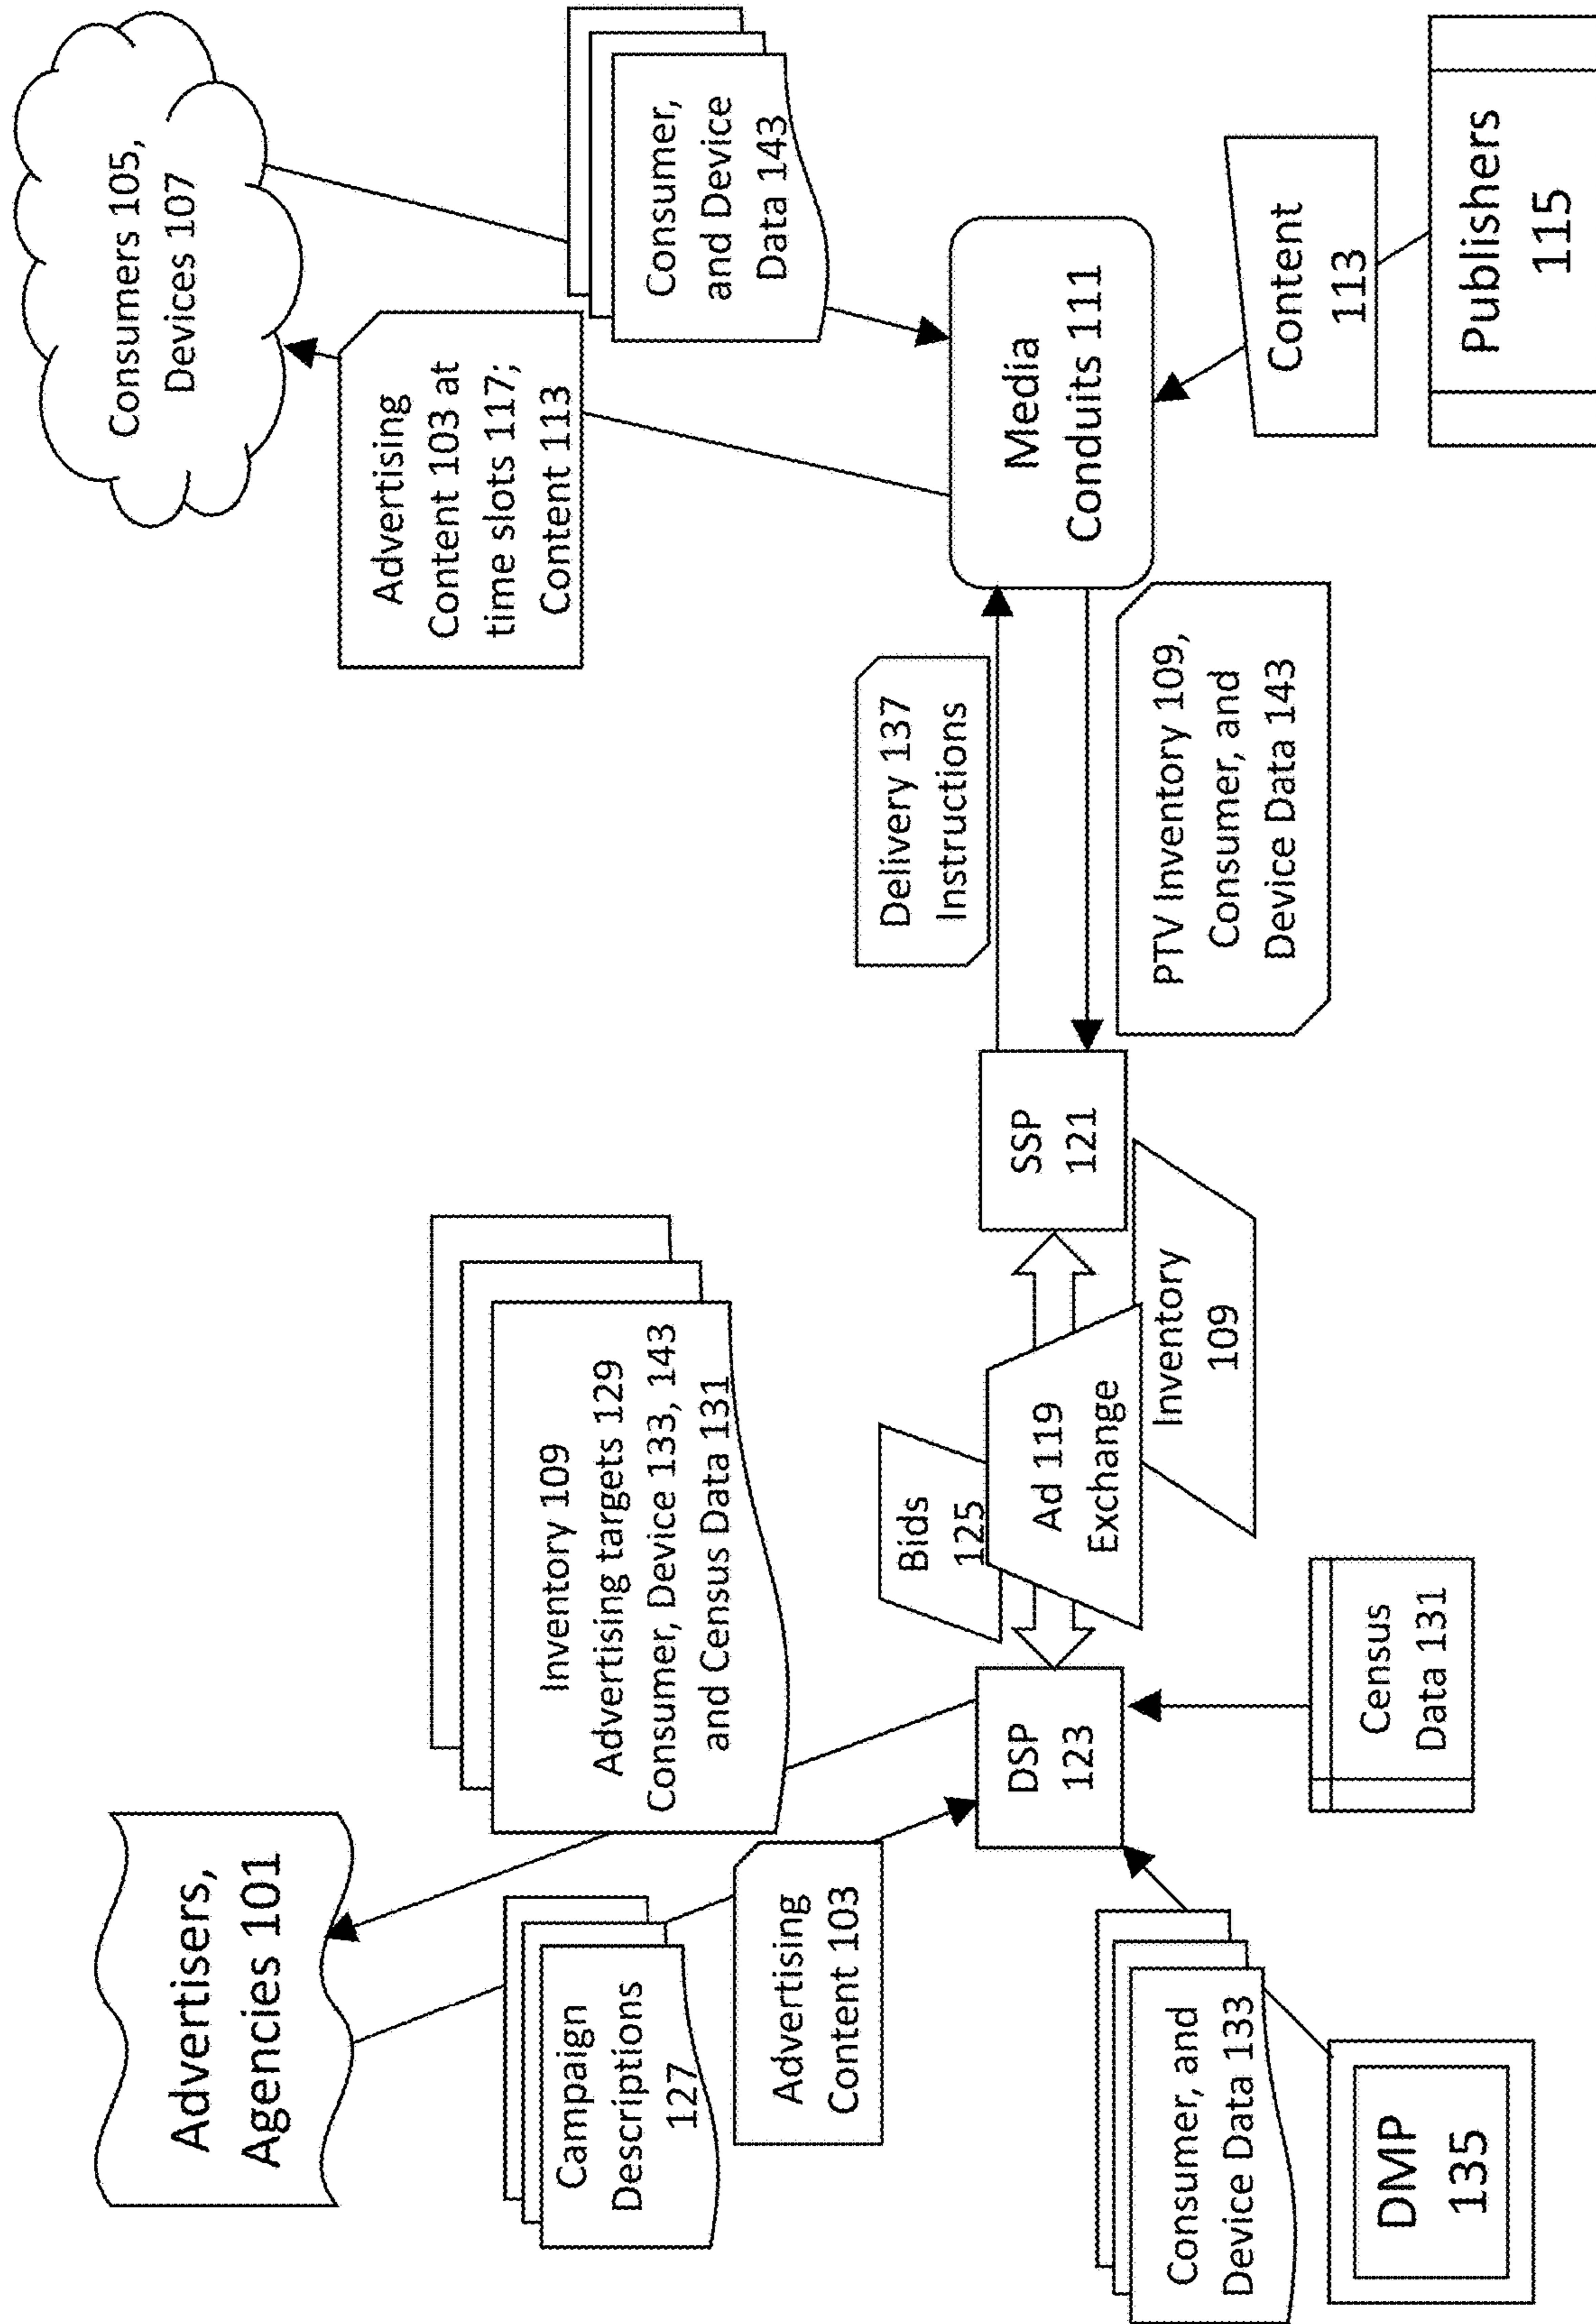 Advertisers,
Agencies 101
Campaign
Descriptions
127
Advertising
Content 103
Inventory 109
Advertising targets 129
Consumer, Device 133, 143
and Census Data 131
Consumers 105,
Devices 107
Advertising
Content 103 at
time slots 117;
Content 113
Consumer,
and Device
Data 143
Bids
125
Delivery 137
Instructions
DSP
123
Ad 119
Exchange
SSP
121
Media
Conduits 111
Inventory
109
PTV Inventory 109,
Consumer, and
Device Data 143
Consumer, and
Device Data 133
DMP
135
Census
Data 131
Content
113
Publishers
115